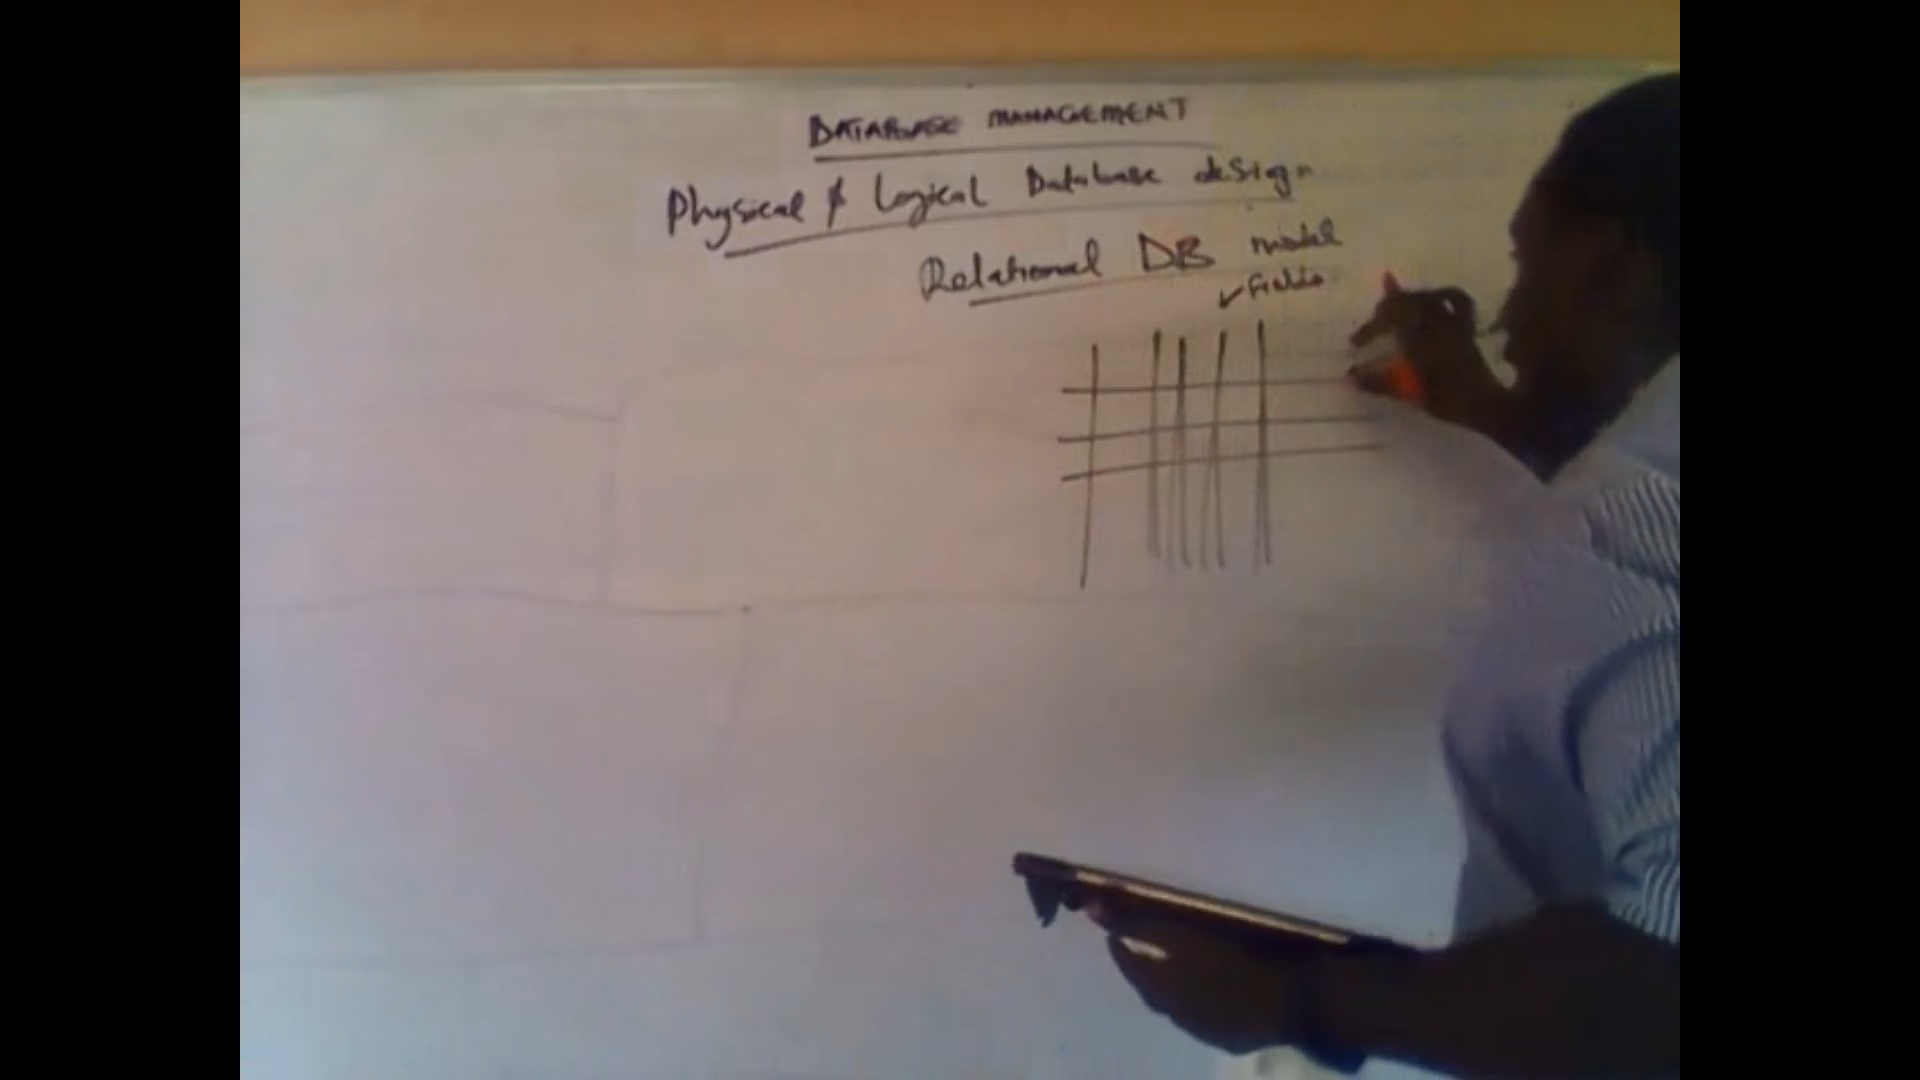 DATABASE MANAGEMENT
Physical & Logical Database design
Relational DB model
Fields